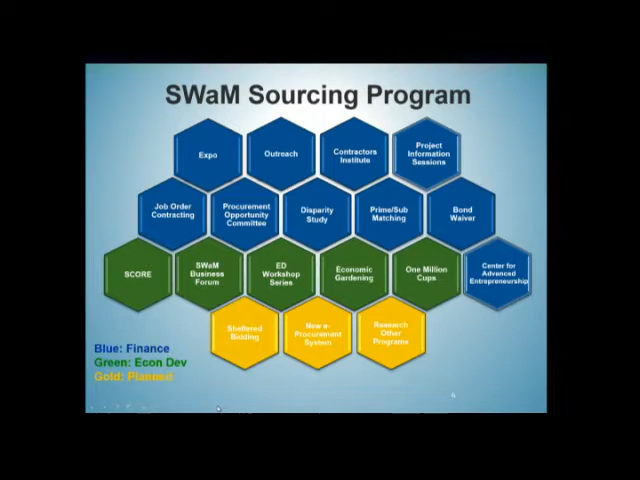 SWaM Sourcing Program
Expo
Outreach
Contractors
Institute
Project
Information
Sessions
Job Order
Contracting
Procurement
Opportunity
Committee
Disparity
Study
Prime/Sub
Matching
Bond
Waiver
SCORE
SWaM
Business
Forum
ED
Workshop
Series
Economic
Gardening
One Million
Cups
Center for
Advanced
Entrepreneurship
Sheltered
Bidding
New e-
Procurement
System
Research
Other
Programs
Blue: Finance
Green: Econ Dev
Gold: Planned
6